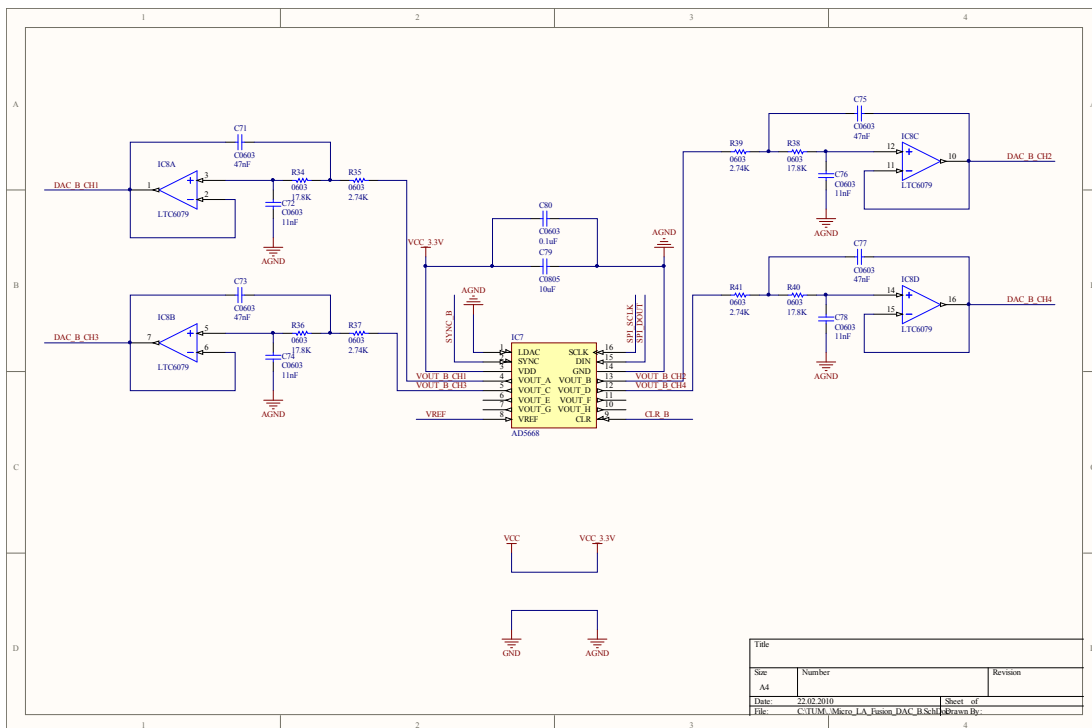 1 2 3 4
A
C71
C0603
47nF
IC8A
LTC6079
1
3
2
DAC_B_CH1
R34
0603
17.8K
R35
0603
2.74K
C72
C0603
11nF
AGND
C73
C0603
47nF
IC8B
LTC6079
7
5
6
DAC_B_CH3
R36
0603
17.8K
R37
0603
2.74K
C74
C0603
11nF
AGND
C80
C0603
0.1uF
C79
C0805
10uF
VCC_3.3V
AGND
AGND
SYNC_B
SPI_SCLK
SPI_DOUT
IC7
1 LDAC SCLK 16
2 SYNC DIN 15
3 VDD GND 14
VOUT_B_CH1 4 VOUT_A VOUT_B 13 VOUT_B_CH2
VOUT_B_CH3 5 VOUT_C VOUT_D 12 VOUT_B_CH4
6 VOUT_E VOUT_F 11
7 VOUT_G VOUT_H 10
VREF 8 VREF CLR 9 CLR_B
AD5668
C75
C0603
47nF
R39
0603
2.74K
R38
0603
17.8K
C76
C0603
11nF
AGND
IC8C
12
11
10
LTC6079
DAC_B_CH2
C77
C0603
47nF
R41
0603
2.74K
R40
0603
17.8K
C78
C0603
11nF
AGND
IC8D
14
15
16
LTC6079
DAC_B_CH4
B
C
D
VCC VCC_3.3V
GND AGND
Title
Size Number Revision
A4
Date: 22.02.2010 Sheet of
File: Drawn By:
1 2 3 4